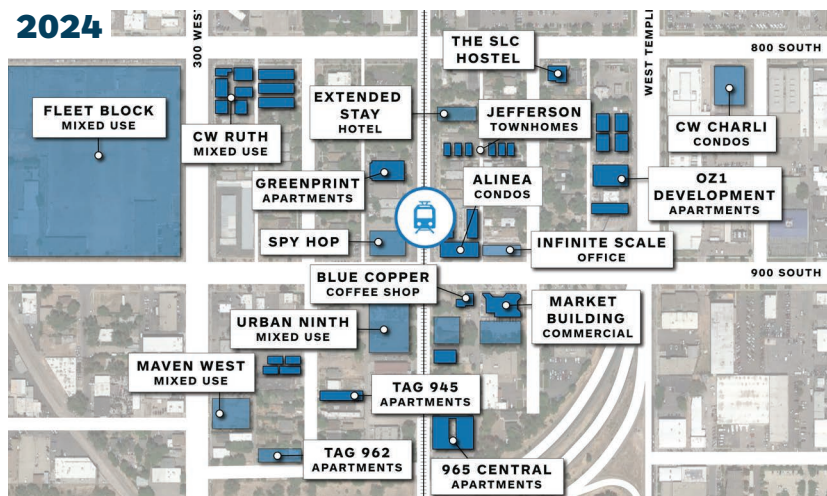 2024
300 WEST
WEST TEMPL
800 SOUTH
THE SLC
HOSTEL
FLEET BLOCK
MIXED USE
CW RUTH
MIXED USE
EXTENDED
STAY
HOTEL
JEFFERSON
TOWNHOMES
CW CHARLI
CONDOS
GREENPRINT
APARTMENTS
ALINEA
CONDOS
OZ1
DEVELOPMENT
APARTMENTS
SPY HOP
INFINITE SCALE
OFFICE
900 SOUTH
BLUE COPPER
COFFEE SHOP
MARKET
BUILDING
COMMERCIAL
URBAN NINTH
MIXED USE
MAVEN WEST
MIXED USE
TAG 945
APARTMENTS
TAG 962
APARTMENTS
965 CENTRAL
APARTMENTS